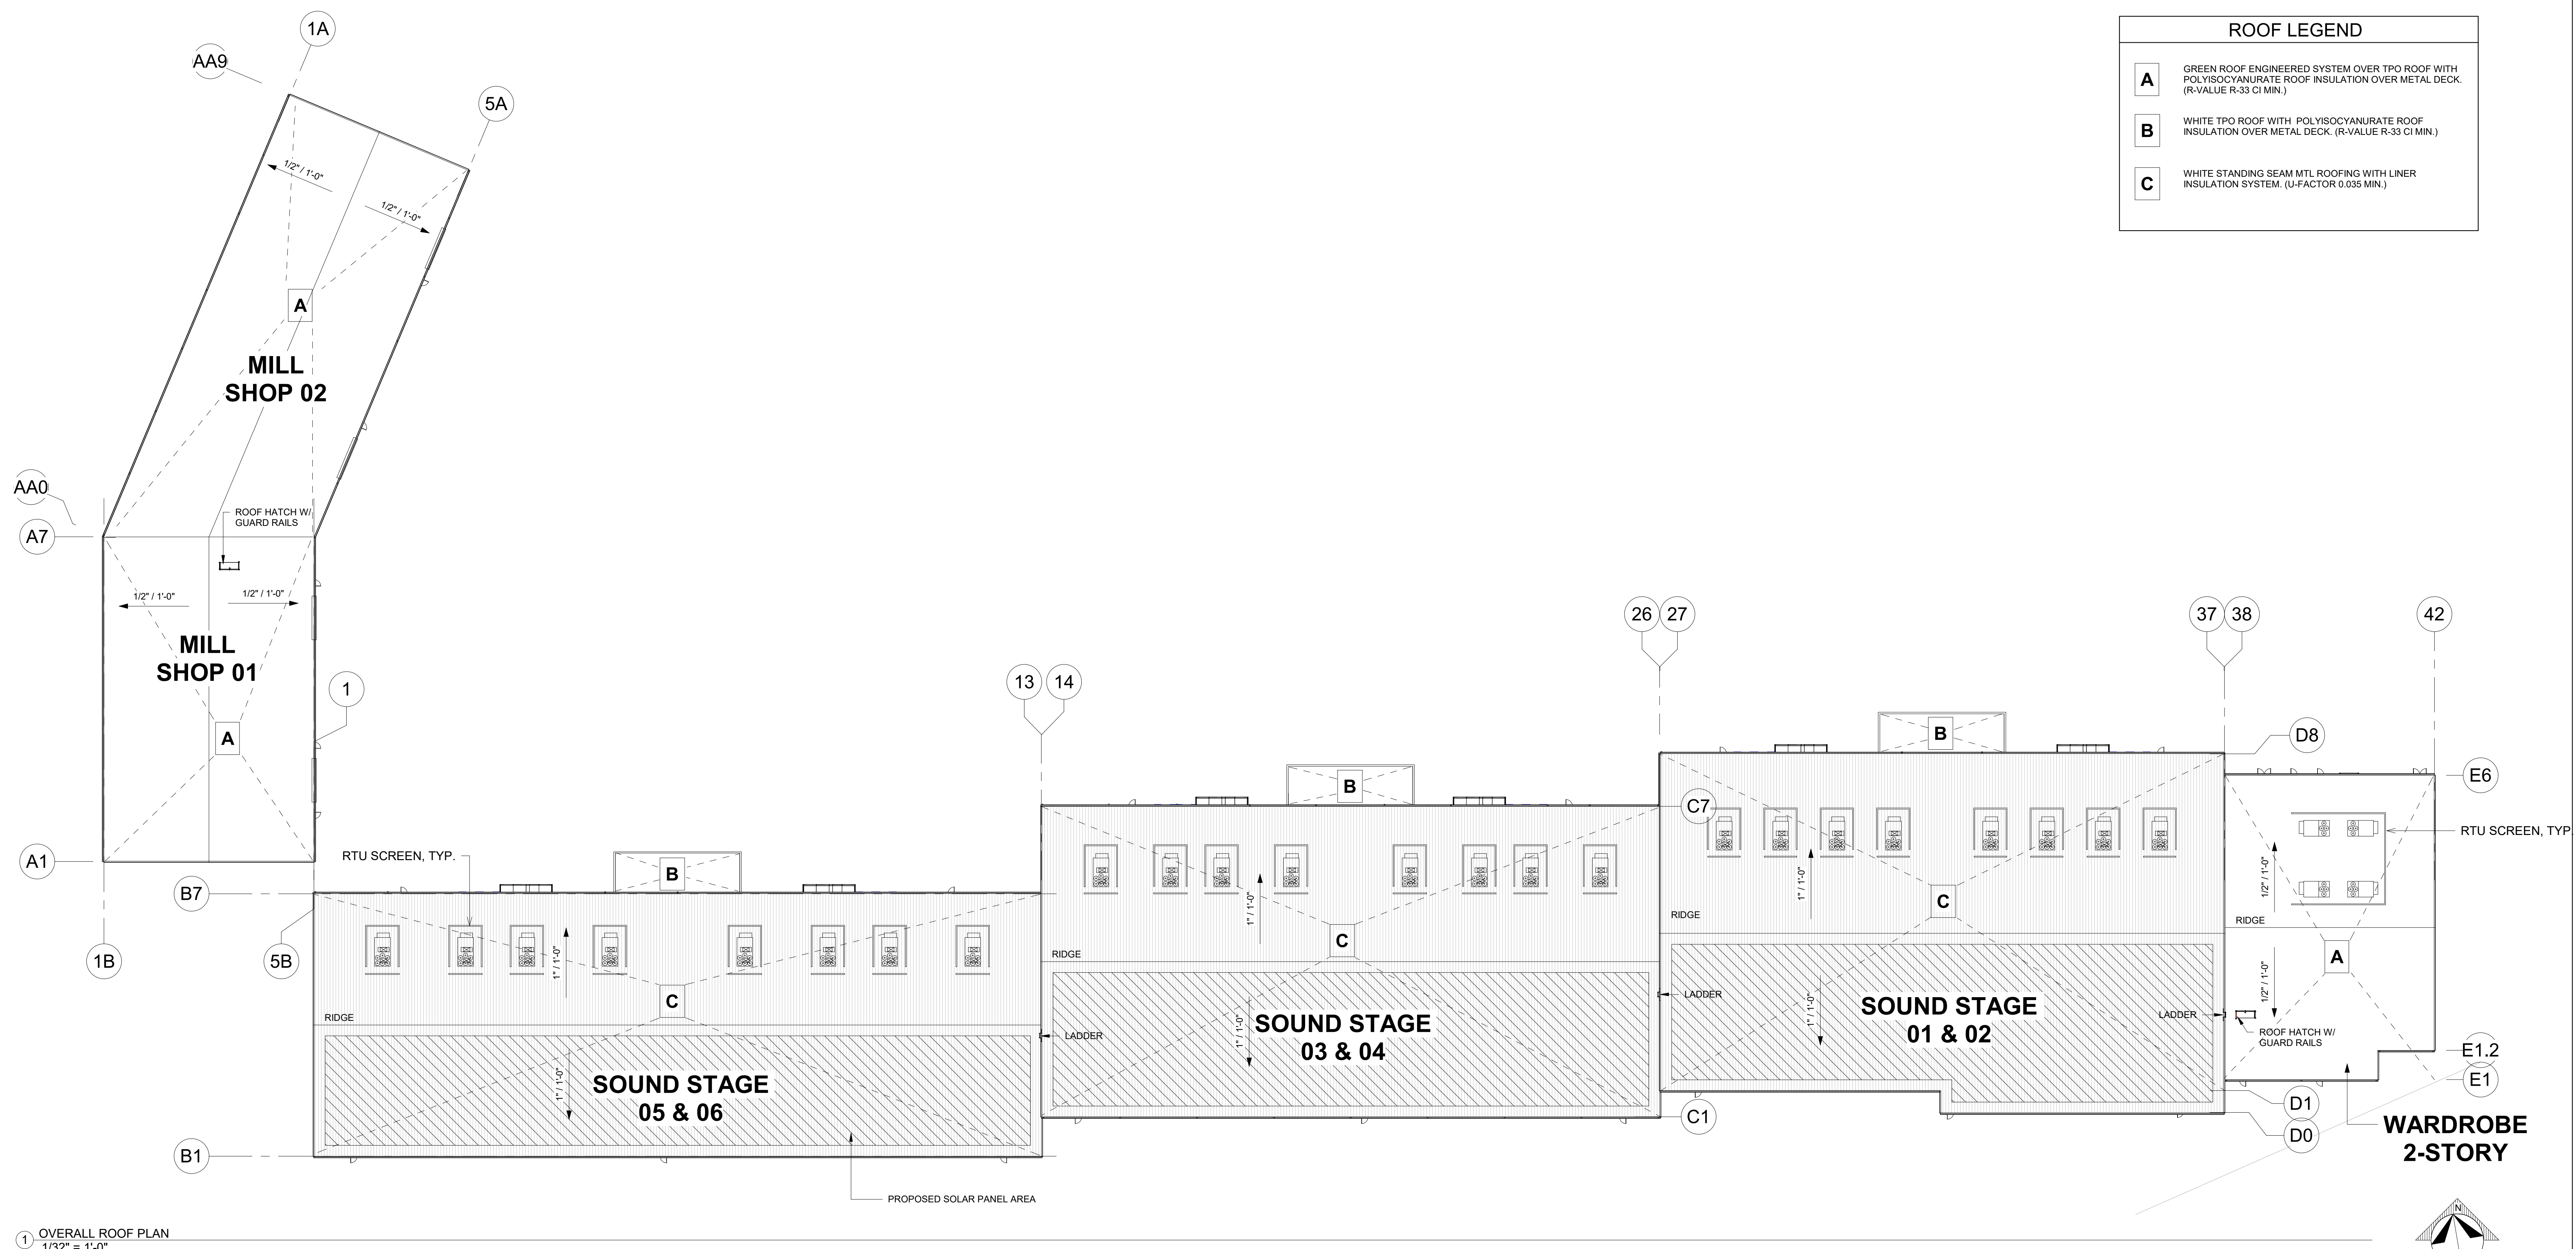 ROOF LEGEND
A
GREEN ROOF ENGINEERED SYSTEM OVER TPO ROOF WITH
POLYISOCYANURATE ROOF INSULATION OVER METAL DECK.
(R-VALUE R-33 CI MIN.)
B
WHITE TPO ROOF WITH POLYISOCYANURATE ROOF
INSULATION OVER METAL DECK. (R-VALUE R-33 CI MIN.)
C
WHITE STANDING SEAM MTL ROOFING WITH LINER
INSULATION SYSTEM. (U-FACTOR 0.035 MIN.)
1A
AA9
5A
1/2" / 1'-0"
1/2" / 1'-0"
A
MILL
SHOP 02
AA0
A7
ROOF HATCH W/
GUARD RAILS
1/2" / 1'-0"
1/2" / 1'-0"
MILL
SHOP 01
1
A
A1
1B
5B
B7
B1
RTU SCREEN, TYP.
B
1" / 1'-0"
C
RIDGE
1" / 1'-0"
SOUND STAGE
05 & 06
PROPOSED SOLAR PANEL AREA
13
14
LADDER
B
1" / 1'-0"
C
RIDGE
1" / 1'-0"
SOUND STAGE
03 & 04
26
27
C7
C1
LADDER
B
1" / 1'-0"
C
RIDGE
1" / 1'-0"
SOUND STAGE
01 & 02
37
38
42
D8
E6
RTU SCREEN, TYP.
1/2" / 1'-0"
RIDGE
A
1/2" / 1'-0"
LADDER
ROOF HATCH W/
GUARD RAILS
E1.2
E1
D1
D0
WARDROBE
2-STORY
N
1
OVERALL ROOF PLAN
1/32" = 1'-0"